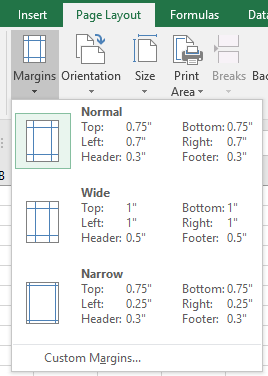 Insert Page Layout Formulas Data
Margins Orientation Size Print Area Breaks
B
Normal
Top: 0.75" Bottom: 0.75"
Left: 0.7" Right: 0.7"
Header: 0.3" Footer: 0.3"
Wide
Top: 1" Bottom: 1"
Left: 1" Right: 1"
Header: 0.5" Footer: 0.5"
Narrow
Top: 0.75" Bottom: 0.75"
Left: 0.25" Right: 0.25"
Header: 0.3" Footer: 0.3"
Custom Margins...